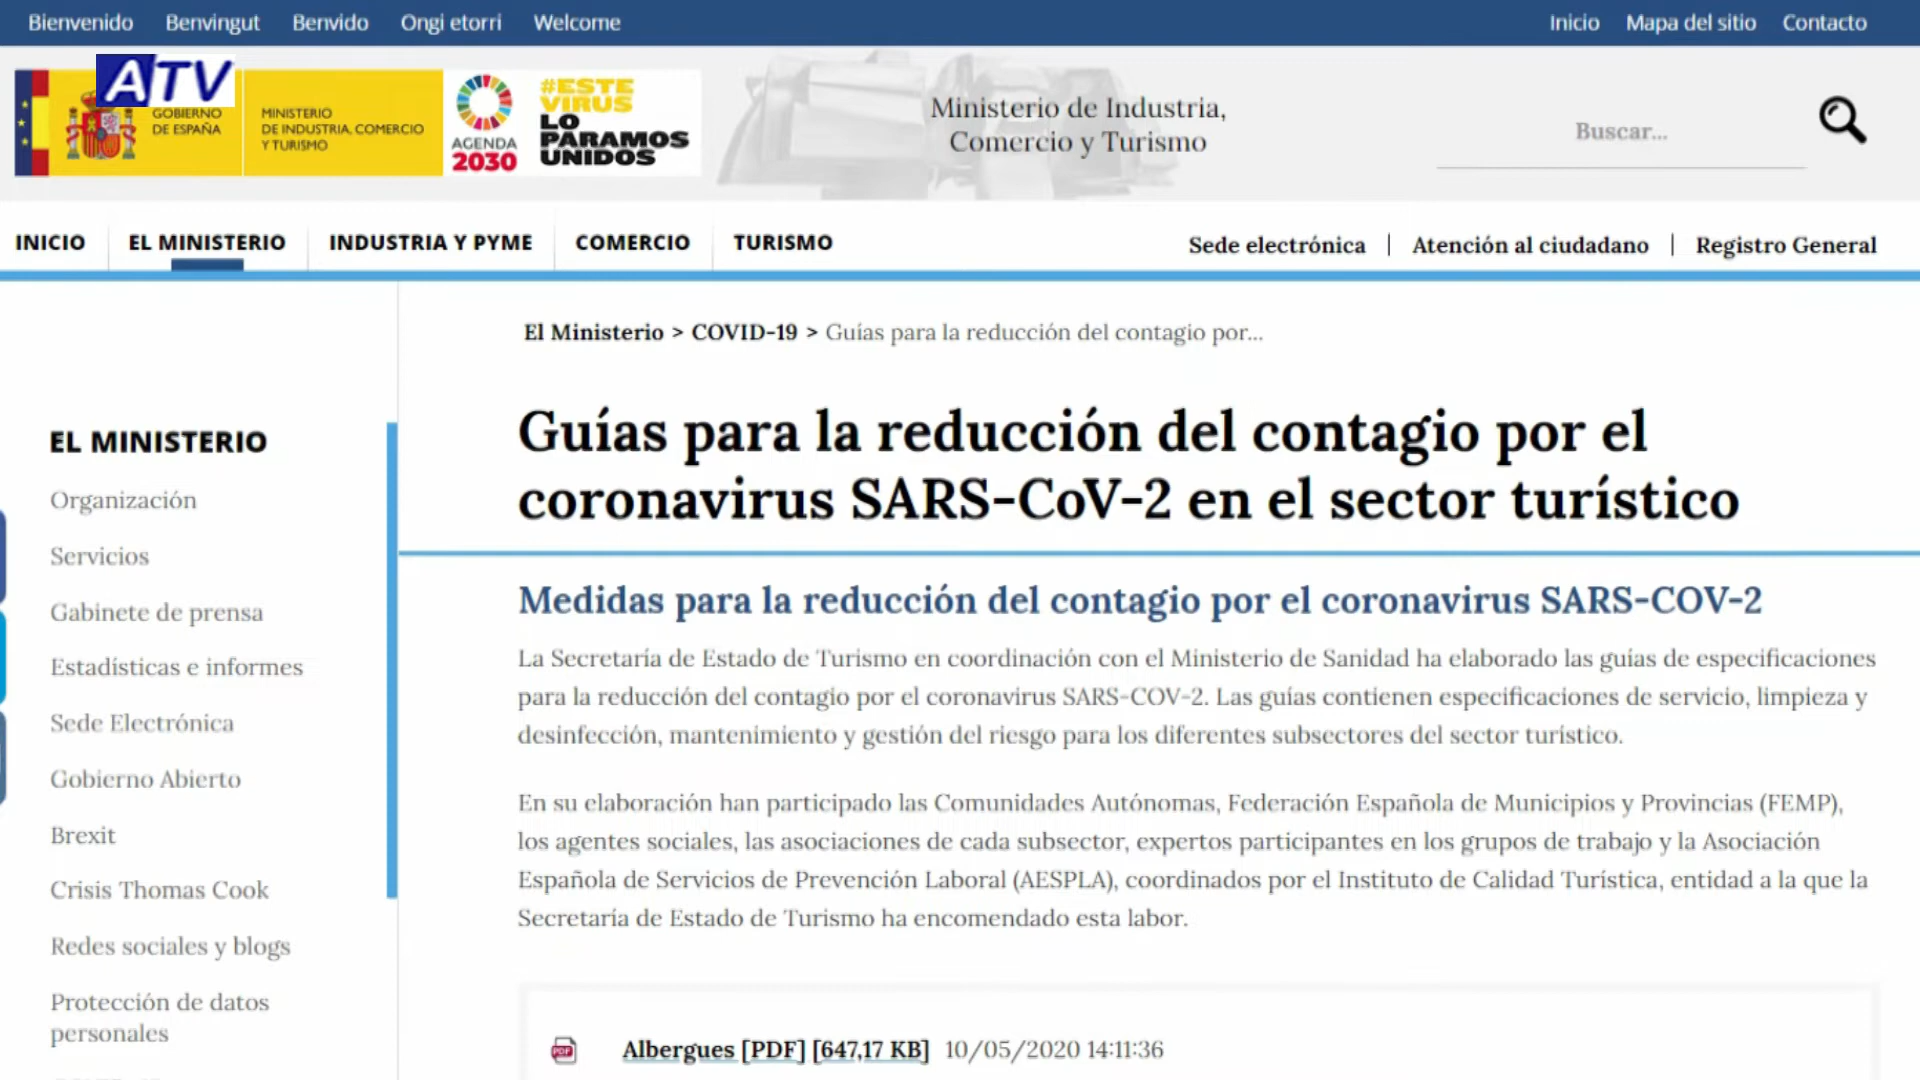 Bienvenido Benvingut Benvido Ongi etorri Welcome Inicio Mapa del sitio Contacto
ATV
GOBIERNO
DE ESPAÑA
MINISTERIO
DE INDUSTRIA, COMERCIO
Y TURISMO
AGENDA
2030
#ESTE
VIRUS
LO
PARAMOS
UNIDOS
Ministerio de Industria,
Comercio y Turismo
Buscar...
INICIO EL MINISTERIO INDUSTRIA Y PYME COMERCIO TURISMO
Sede electrónica | Atención al ciudadano | Registro General
El Ministerio > COVID-19 > Guías para la reducción del contagio por...
EL MINISTERIO
Organización
Servicios
Gabinete de prensa
Estadísticas e informes
Sede Electrónica
Gobierno Abierto
Brexit
Crisis Thomas Cook
Redes sociales y blogs
Protección de datos
personales
Guías para la reducción del contagio por el
coronavirus SARS-CoV-2 en el sector turístico
Medidas para la reducción del contagio por el coronavirus SARS-COV-2
La Secretaría de Estado de Turismo en coordinación con el Ministerio de Sanidad ha elaborado las guías de especificaciones
para la reducción del contagio por el coronavirus SARS-COV-2. Las guías contienen especificaciones de servicio, limpieza y
desinfección, mantenimiento y gestión del riesgo para los diferentes subsectores del sector turístico.
En su elaboración han participado las Comunidades Autónomas, Federación Española de Municipios y Provincias (FEMP),
los agentes sociales, las asociaciones de cada subsector, expertos participantes en los grupos de trabajo y la Asociación
Española de Servicios de Prevención Laboral (AESPLA), coordinados por el Instituto de Calidad Turística, entidad a la que la
Secretaría de Estado de Turismo ha encomendado esta labor.
PDF
Albergues [PDF] [647,17 KB] 10/05/2020 14:11:36